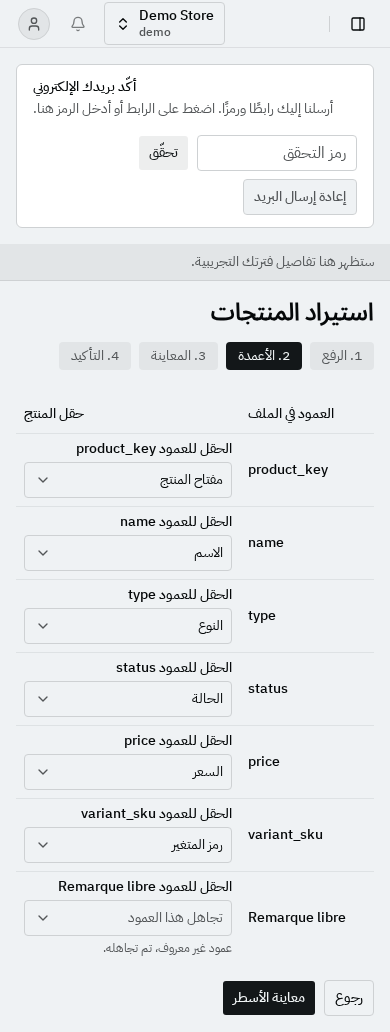 Demo Store
demo
أكّد بريدك الإلكتروني
أرسلنا إليك رابطًا ورمزًا. اضغط على الرابط أو أدخل الرمز هنا.
رمز التحقق
تحقّق
إعادة إرسال البريد
ستظهر هنا تفاصيل فترتك التجريبية.
استيراد المنتجات
1. الرفع
2. الأعمدة
3. المعاينة
4. التأكيد
العمود في الملف
حقل المنتج
product_key
الحقل للعمود product_key
مفتاح المنتج
name
الحقل للعمود name
الاسم
type
الحقل للعمود type
النوع
status
الحقل للعمود status
الحالة
price
الحقل للعمود price
السعر
variant_sku
الحقل للعمود variant_sku
رمز المتغير
Remarque libre
الحقل للعمود Remarque libre
تجاهل هذا العمود
عمود غير معروف، تم تجاهله.
رجوع
معاينة الأسطر